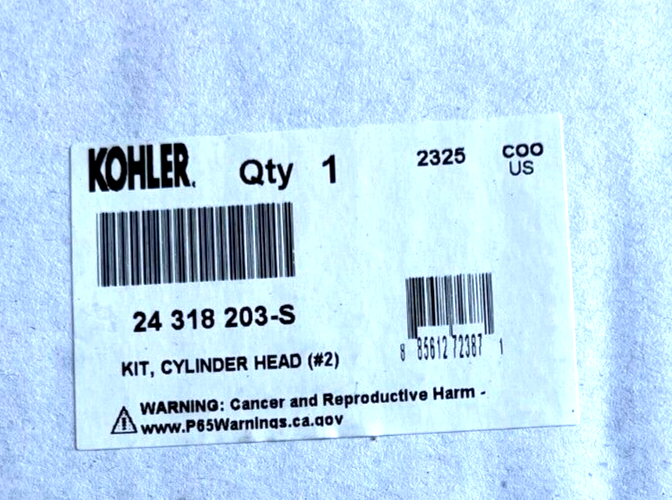 KOHLER. Qty 1 2325 COO
US
24 318 203-S
KIT, CYLINDER HEAD (#2)
8 85612 72387 1
WARNING: Cancer and Reproductive Harm -
www.P65Warnings.ca.gov